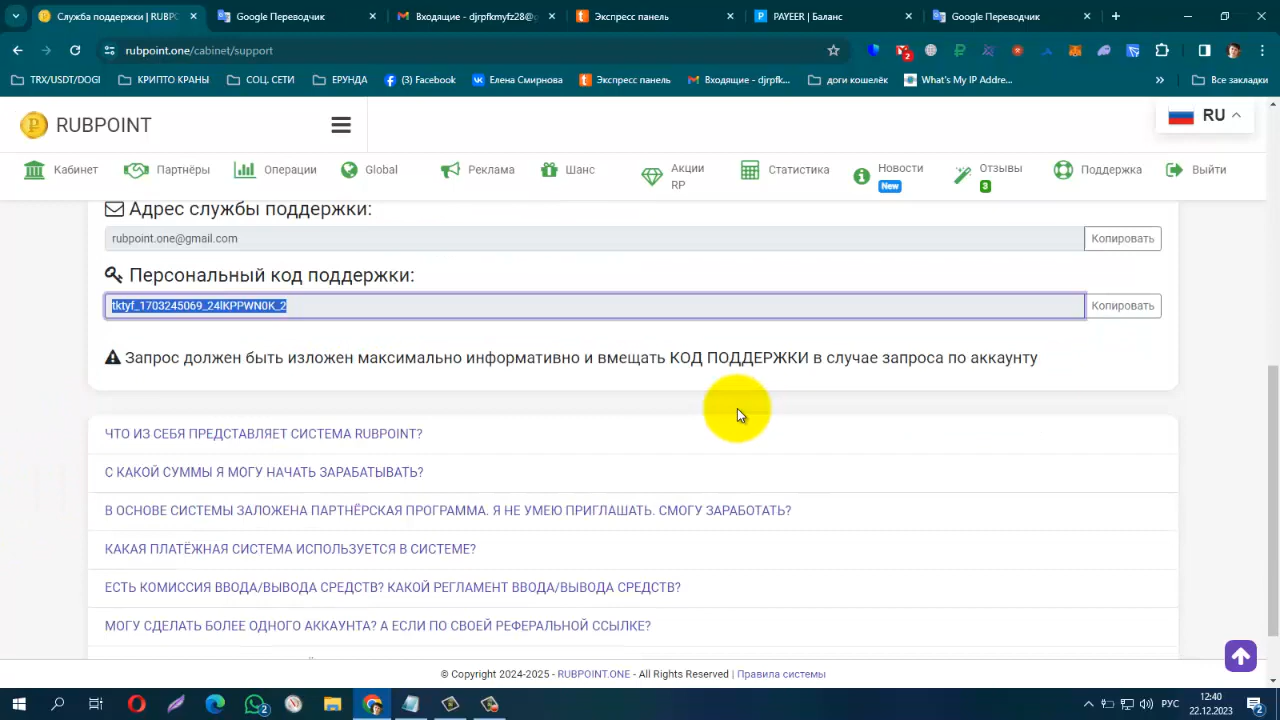 Служба поддержки | RUBPO
Google Переводчик
Входящие - djrpfkmyfz28@g
Экспресс панель
PAYEER | Баланс
Google Переводчик
rubpoint.one/cabinet/support
2
TRX/USDT/DOGI
КРИПТО КРАНЫ
СОЦ. СЕТИ
ЕРУНДА
(3) Facebook
Елена Смирнова
Экспресс панель
Входящие - djrpfk...
доги кошелёк
What's My IP Addre...
»
Все закладки
RUBPOINT
RU
Кабинет
Партнёры
Операции
Global
Реклама
Шанс
Акции RP
Статистика
Новости
New
Отзывы
3
Поддержка
Выйти
Адрес службы поддержки:
rubpoint.one@gmail.com
Копировать
Персональный код поддержки:
tktyf_1703245069_24lKPPWN0K_2
Копировать
Запрос должен быть изложен максимально информативно и вмещать КОД ПОДДЕРЖКИ в случае запроса по аккаунту
ЧТО ИЗ СЕБЯ ПРЕДСТАВЛЯЕТ СИСТЕМА RUBPOINT?
С КАКОЙ СУММЫ Я МОГУ НАЧАТЬ ЗАРАБАТЫВАТЬ?
В ОСНОВЕ СИСТЕМЫ ЗАЛОЖЕНА ПАРТНЁРСКАЯ ПРОГРАММА. Я НЕ УМЕЮ ПРИГЛАШАТЬ. СМОГУ ЗАРАБОТАТЬ?
КАКАЯ ПЛАТЁЖНАЯ СИСТЕМА ИСПОЛЬЗУЕТСЯ В СИСТЕМЕ?
ЕСТЬ КОМИССИЯ ВВОДА/ВЫВОДА СРЕДСТВ? КАКОЙ РЕГЛАМЕНТ ВВОДА/ВЫВОДА СРЕДСТВ?
МОГУ СДЕЛАТЬ БОЛЕЕ ОДНОГО АККАУНТА? А ЕСЛИ ПО СВОЕЙ РЕФЕРАЛЬНОЙ ССЫЛКЕ?
© Copyright 2024-2025 - RUBPOINT.ONE - All Rights Reserved | Правила системы
2
РУС
12:40
22.12.2023
2